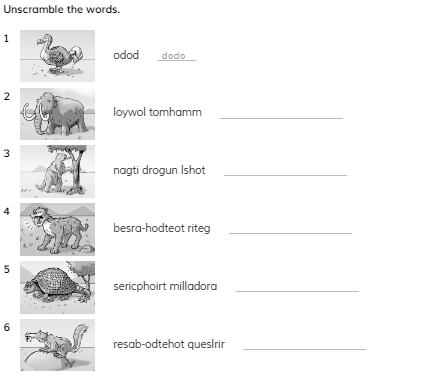 Unscramble the words.
1 odod dodo
2 loywol tomhamm
3 nagti drogun lshot
4 besra-hodteot riteg
5 sericphoirt milladora
6 resab-odtehot queslrir